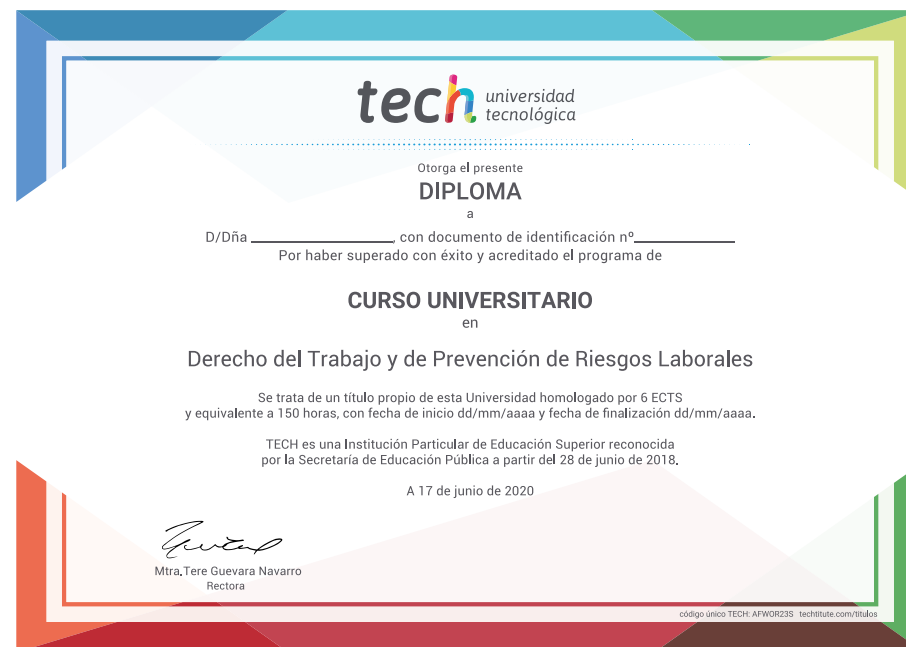 tech universidad
tecnológica
Otorga el presente
DIPLOMA
a
D/Dña ____________________, con documento de identificación nº______________
Por haber superado con éxito y acreditado el programa de
CURSO UNIVERSITARIO
en
Derecho del Trabajo y de Prevención de Riesgos Laborales
Se trata de un título propio de esta Universidad homologado por 6 ECTS
y equivalente a 150 horas, con fecha de inicio dd/mm/aaaa y fecha de finalización dd/mm/aaaa.
TECH es una Institución Particular de Educación Superior reconocida
por la Secretaría de Educación Pública a partir del 28 de junio de 2018.
A 17 de junio de 2020
Mtra.Tere Guevara Navarro
Rectora
código único TECH: AFWOR23S techtitute.com/titulos